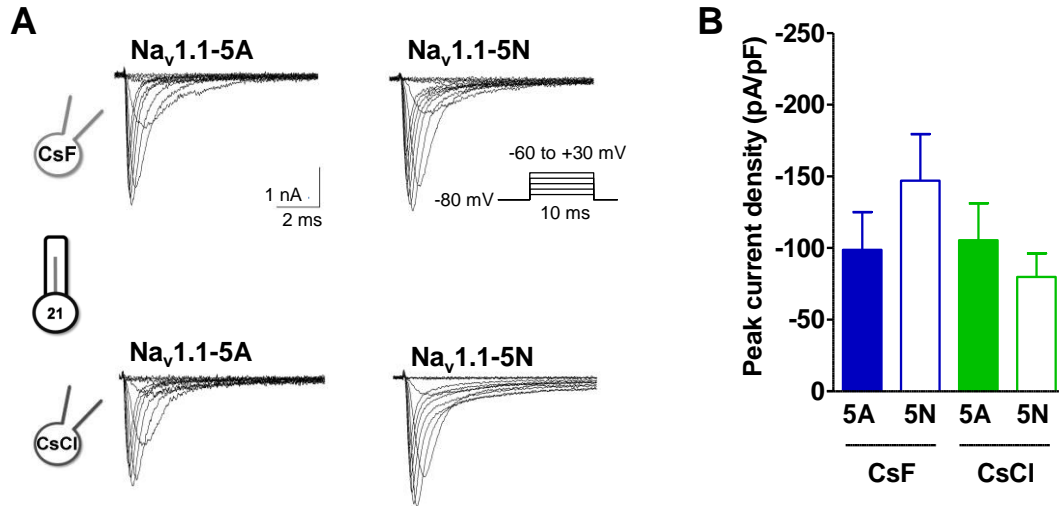 A
Nav1.1-5A
Nav1.1-5N
CsF
1 nA
2 ms
-60 to +30 mV
-80 mV
10 ms
21
Nav1.1-5A
Nav1.1-5N
CsCl
B
Peak current density (pA/pF)
-250
-200
-150
-100
-50
0
5A 5N 5A 5N
CsF CsCl